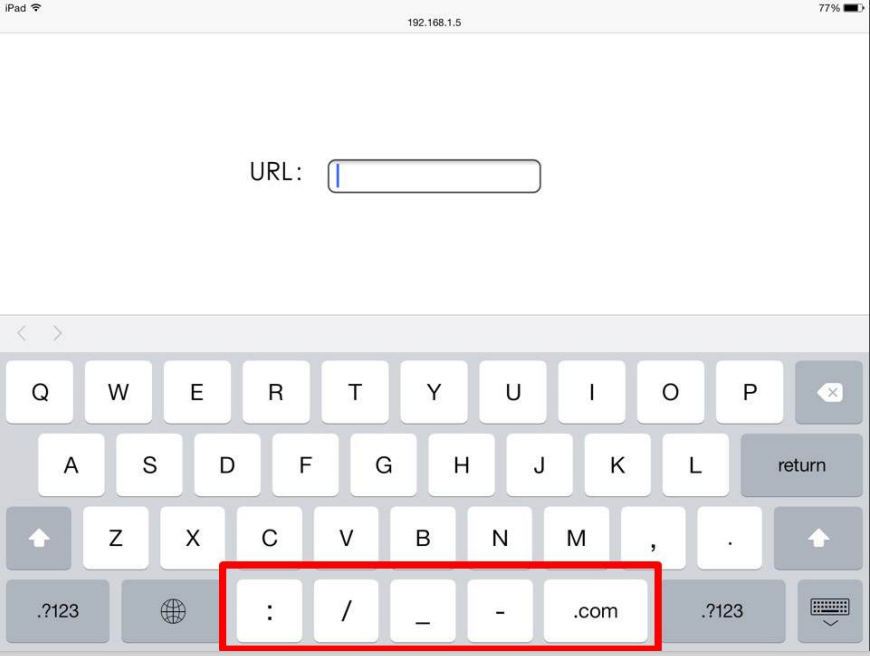 iPad 77%
192.168.1.5
URL:
Q W E R T Y U I O P
A S D F G H J K L return
Z X C V B N M , .
.?123 : / _ - .com .?123